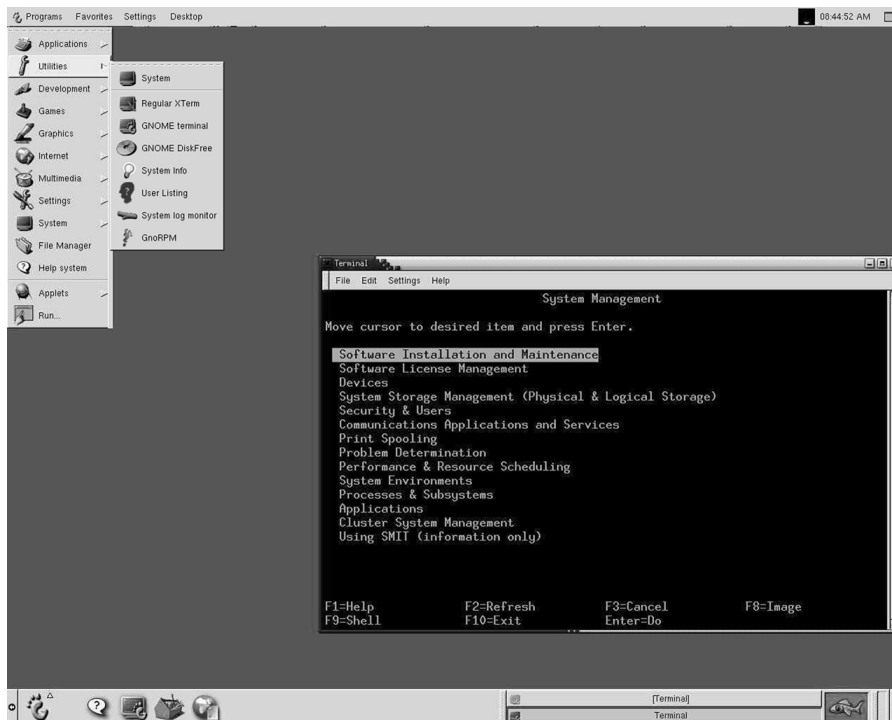 Programs Favorites Settings Desktop 08:44:52 AM
Applications
Utilities
Development
Games
Graphics
Internet
Multimedia
Settings
System
File Manager
Help system
Applets
Run...
System
Regular XTerm
GNOME terminal
GNOME DiskFree
System Info
User Listing
System log monitor
GnoRPM
Terminal
File Edit Settings Help
System Management
Move cursor to desired item and press Enter.
Software Installation and Maintenance
Software License Management
Devices
System Storage Management (Physical & Logical Storage)
Security & Users
Communications Applications and Services
Print Spooling
Problem Determination
Performance & Resource Scheduling
System Environments
Processes & Subsystems
Applications
Cluster System Management
Using SMIT (information only)
F1=Help F2=Refresh F3=Cancel F8=Image
F9=Shell F10=Exit Enter=Do
[Terminal]
Terminal